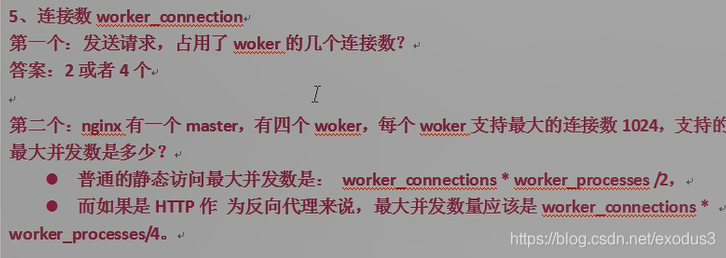 5、连接数 worker_connection
第一个：发送请求，占用了 woker 的几个连接数？
答案：2 或者 4 个
第二个：nginx 有一个 master，有四个 woker，每个 woker 支持最大的连接数 1024，支持的
最大并发数是多少？
● 普通的静态访问最大并发数是： worker_connections * worker_processes /2，
● 而如果是 HTTP 作 为反向代理来说，最大并发数量应该是 worker_connections *
worker_processes/4。
https://blog.csdn.net/exodus3